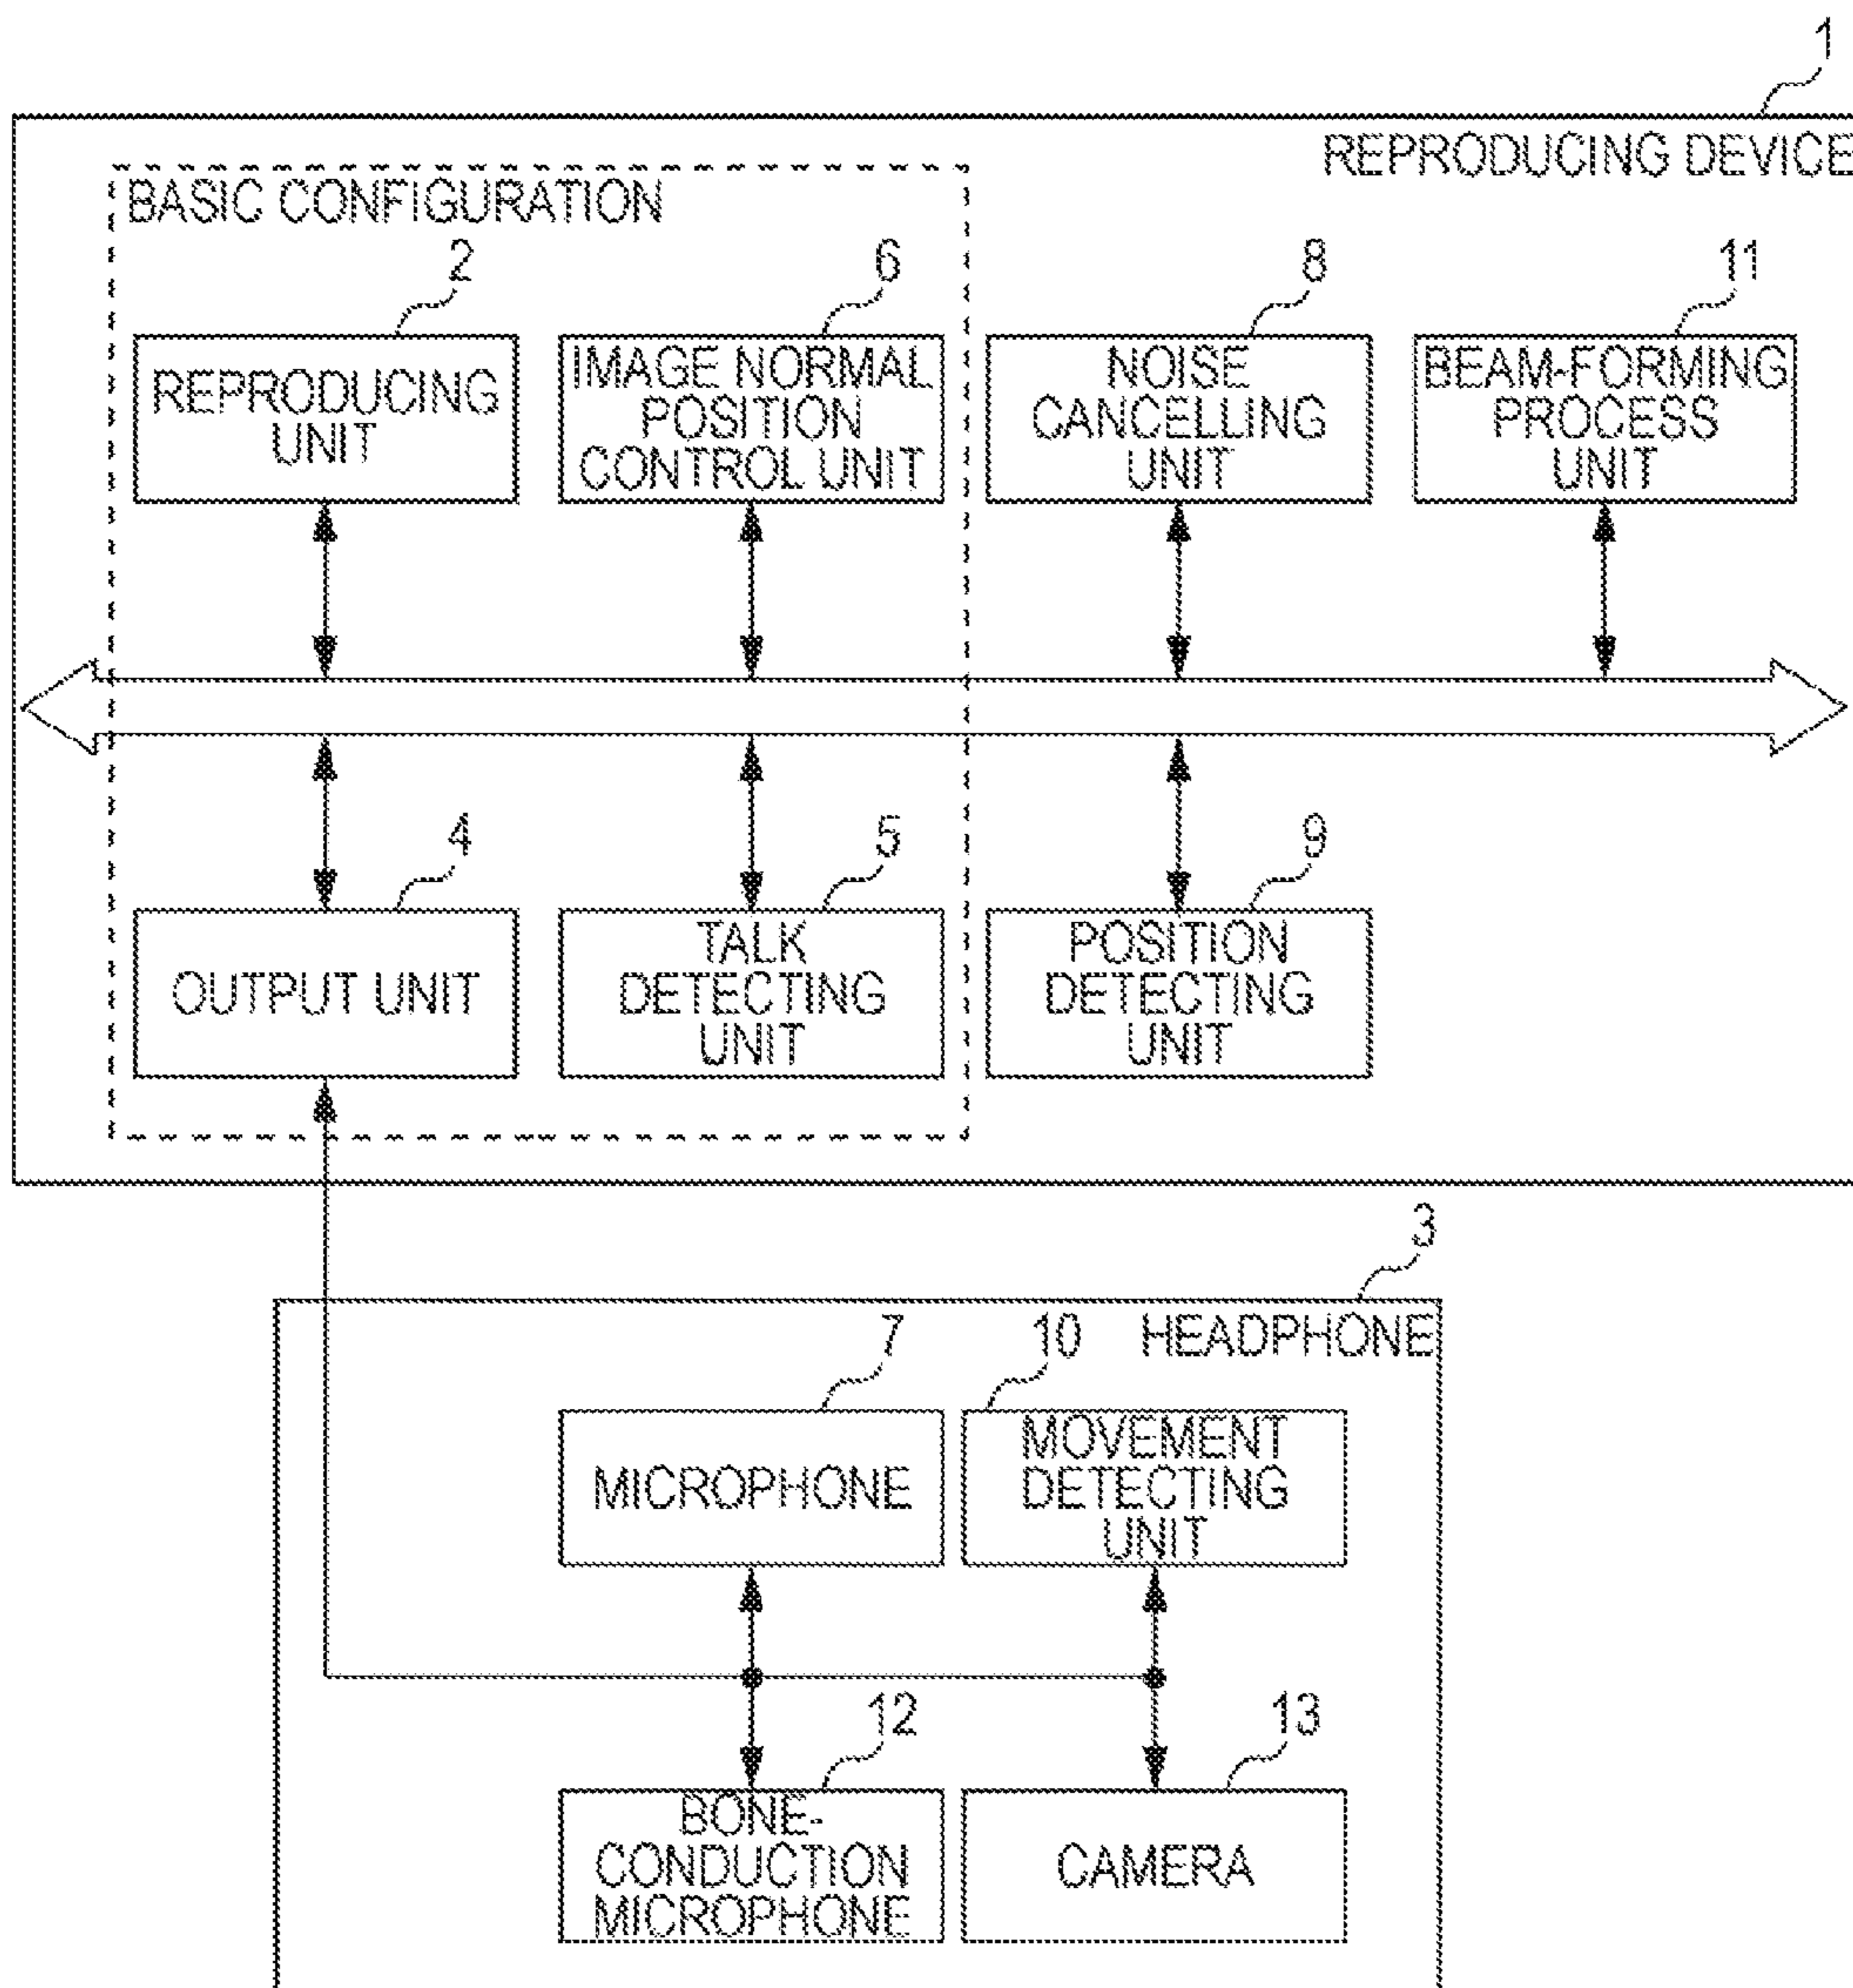 1
REPRODUCING DEVICE
BASIC CONFIGURATION
2
6
8
11
REPRODUCING
UNIT
IMAGE NORMAL
POSITION
CONTROL UNIT
NOISE
CANCELLING
UNIT
BEAM-FORMING
PROCESS
UNIT
4
5
9
OUTPUT UNIT
TALK
DETECTING
UNIT
POSITION
DETECTING
UNIT
3
HEADPHONE
7
10
MICROPHONE
MOVEMENT
DETECTING
UNIT
12
13
BONE-
CONDUCTION
MICROPHONE
CAMERA